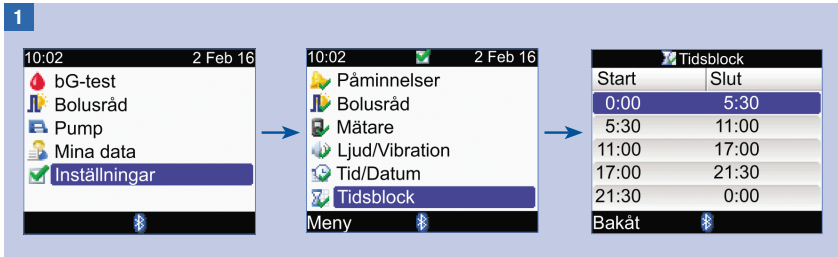 1
10:02 2 Feb 16
bG-test
Bolusråd
Pump
Mina data
Inställningar
10:02 2 Feb 16
Påminnelser
Bolusråd
Mätare
Ljud/Vibration
Tid/Datum
Tidsblock
Meny
Tidsblock
Start Slut
0:00 5:30
5:30 11:00
11:00 17:00
17:00 21:30
21:30 0:00
Bakåt